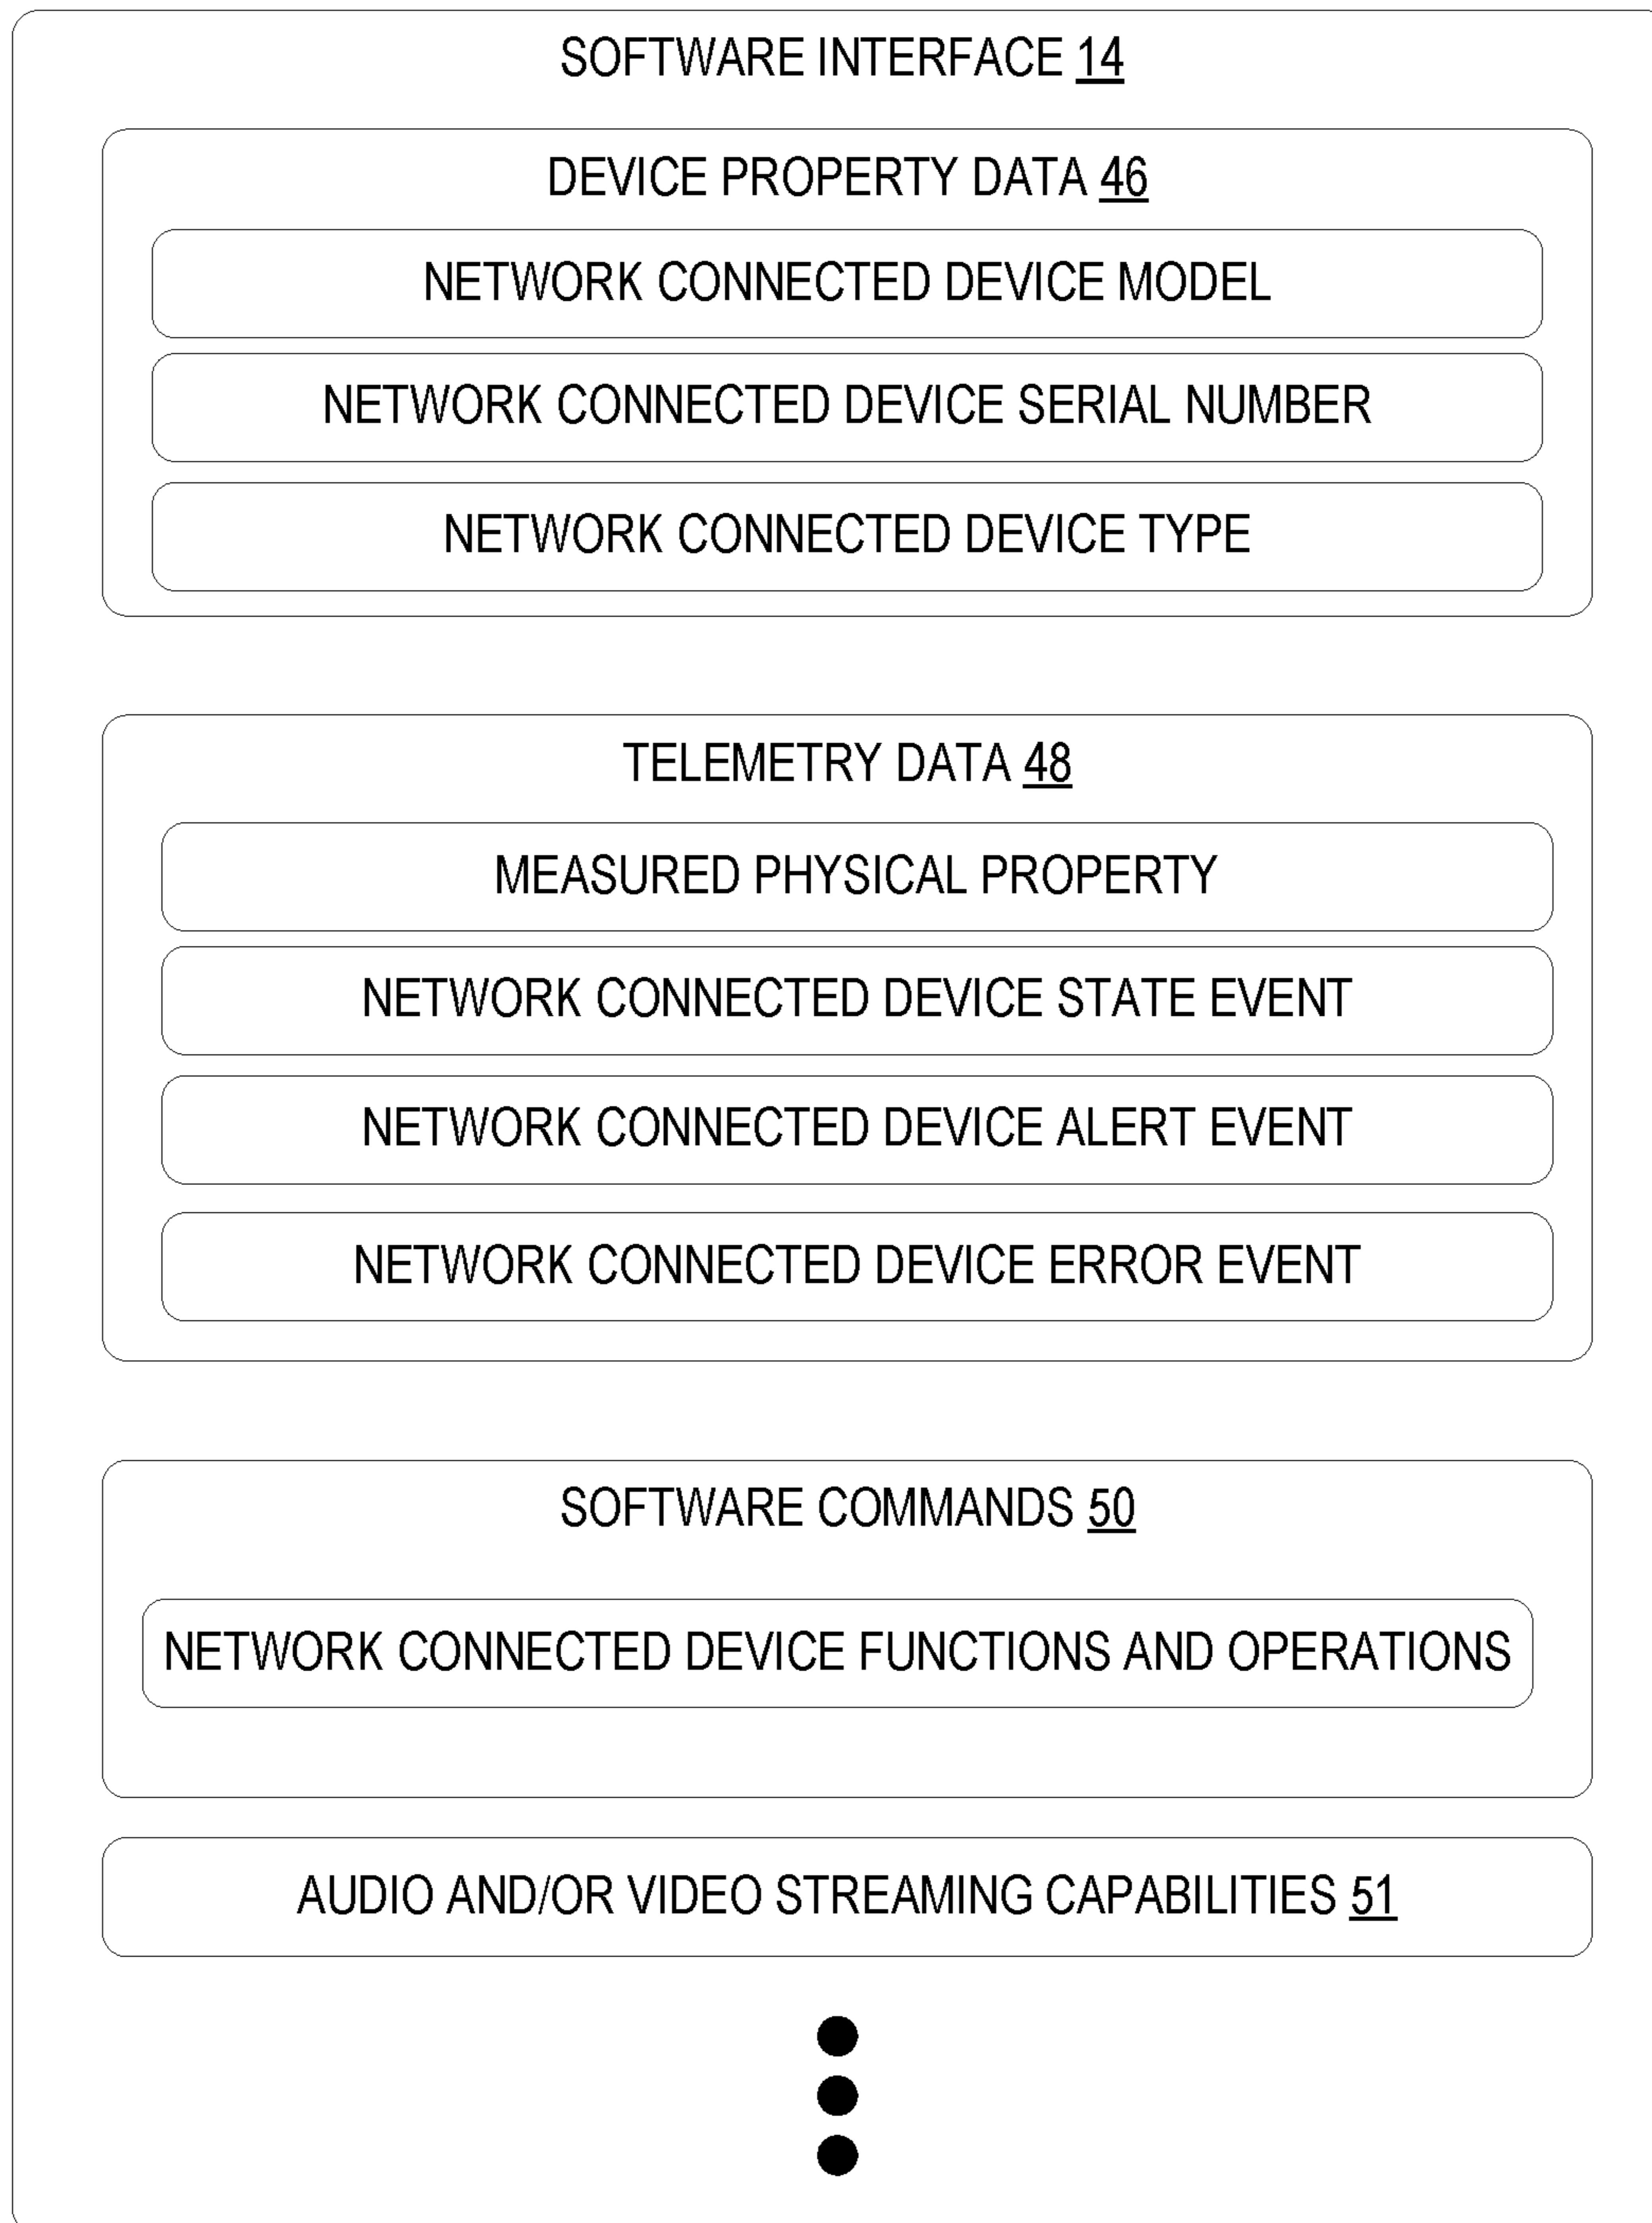 SOFTWARE INTERFACE 14
DEVICE PROPERTY DATA 46
NETWORK CONNECTED DEVICE MODEL
NETWORK CONNECTED DEVICE SERIAL NUMBER
NETWORK CONNECTED DEVICE TYPE
TELEMETRY DATA 48
MEASURED PHYSICAL PROPERTY
NETWORK CONNECTED DEVICE STATE EVENT
NETWORK CONNECTED DEVICE ALERT EVENT
NETWORK CONNECTED DEVICE ERROR EVENT
SOFTWARE COMMANDS 50
NETWORK CONNECTED DEVICE FUNCTIONS AND OPERATIONS
AUDIO AND/OR VIDEO STREAMING CAPABILITIES 51